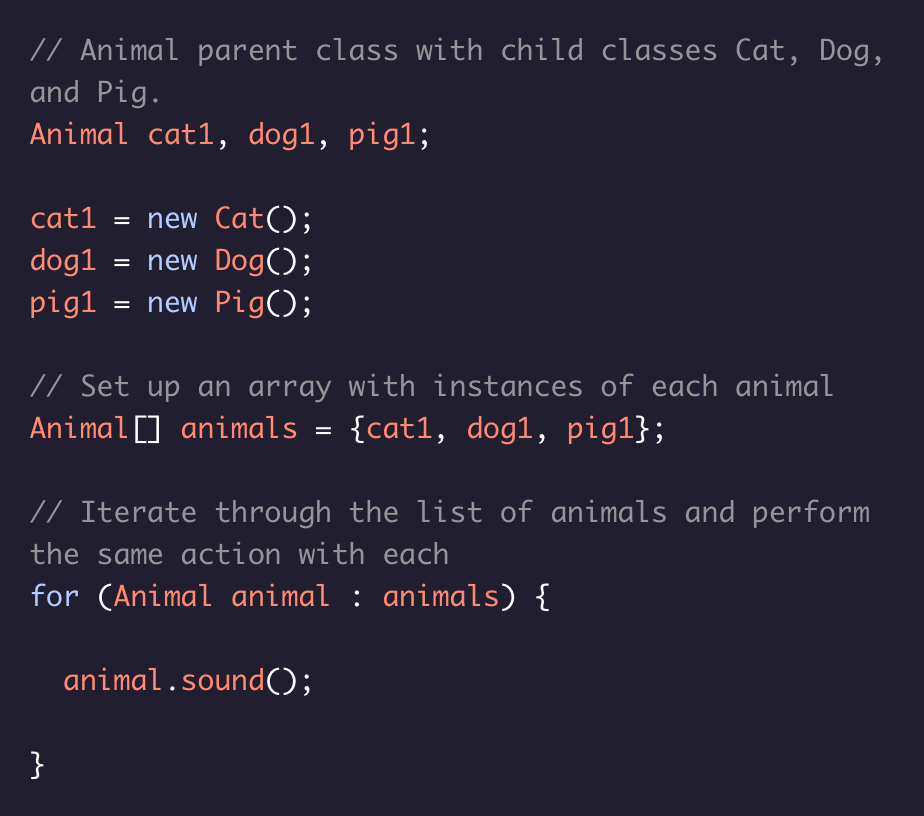 // Animal parent class with child classes Cat, Dog,
and Pig.
Animal cat1, dog1, pig1;
cat1 = new Cat();
dog1 = new Dog();
pig1 = new Pig();
// Set up an array with instances of each animal
Animal[] animals = {cat1, dog1, pig1};
// Iterate through the list of animals and perform
the same action with each
for (Animal animal : animals) {
animal.sound();
}